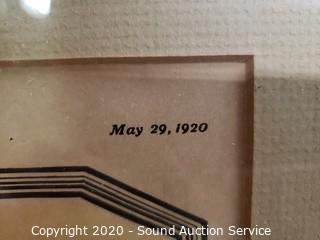 May 29, 1920
Copyright 2020 - Sound Auction Service